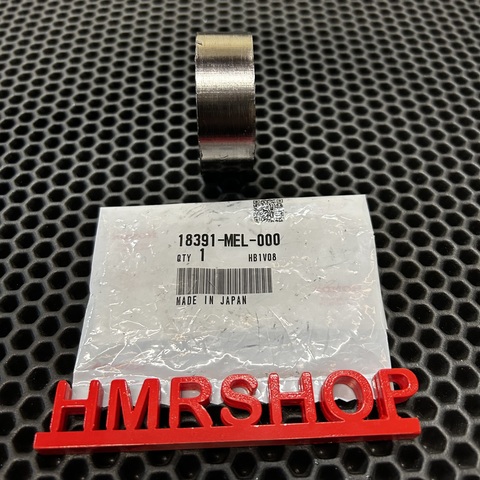 18391-MEL-000
QTY 1 HB1V08
MADE IN JAPAN
HMRSHOP